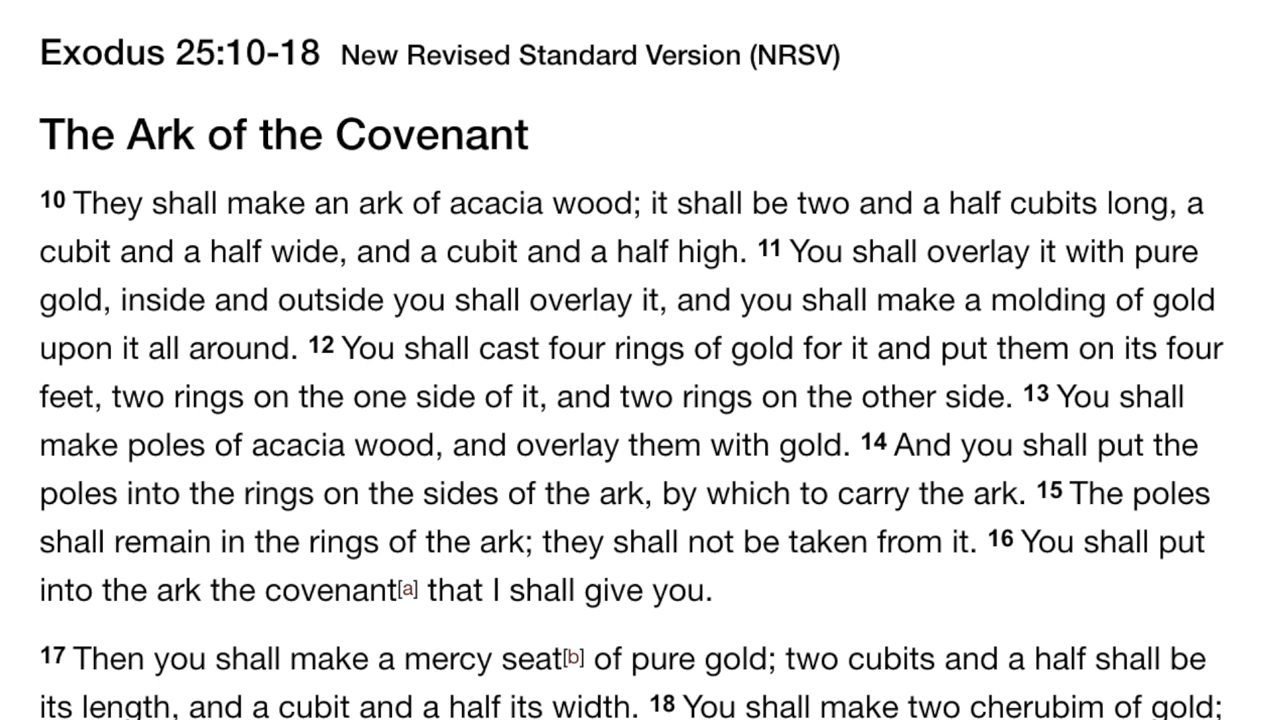 Exodus 25:10-18 New Revised Standard Version (NRSV)
The Ark of the Covenant
10 They shall make an ark of acacia wood; it shall be two and a half cubits long, a
cubit and a half wide, and a cubit and a half high. 11 You shall overlay it with pure
gold, inside and outside you shall overlay it, and you shall make a molding of gold
upon it all around. 12 You shall cast four rings of gold for it and put them on its four
feet, two rings on the one side of it, and two rings on the other side. 13 You shall
make poles of acacia wood, and overlay them with gold. 14 And you shall put the
poles into the rings on the sides of the ark, by which to carry the ark. 15 The poles
shall remain in the rings of the ark; they shall not be taken from it. 16 You shall put
into the ark the covenant[a] that I shall give you.
17 Then you shall make a mercy seat[b] of pure gold; two cubits and a half shall be
its length, and a cubit and a half its width. 18 You shall make two cherubim of gold;